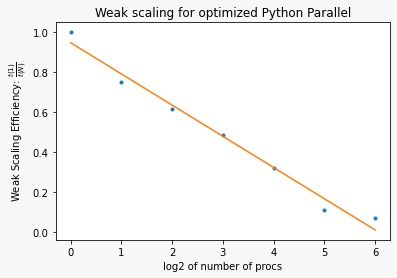 Weak scaling for optimized Python Parallel
Weak Scaling Efficiency: t(1)/t(N)
1.0
0.8
0.6
0.4
0.2
0.0
0 1 2 3 4 5 6
log2 of number of procs